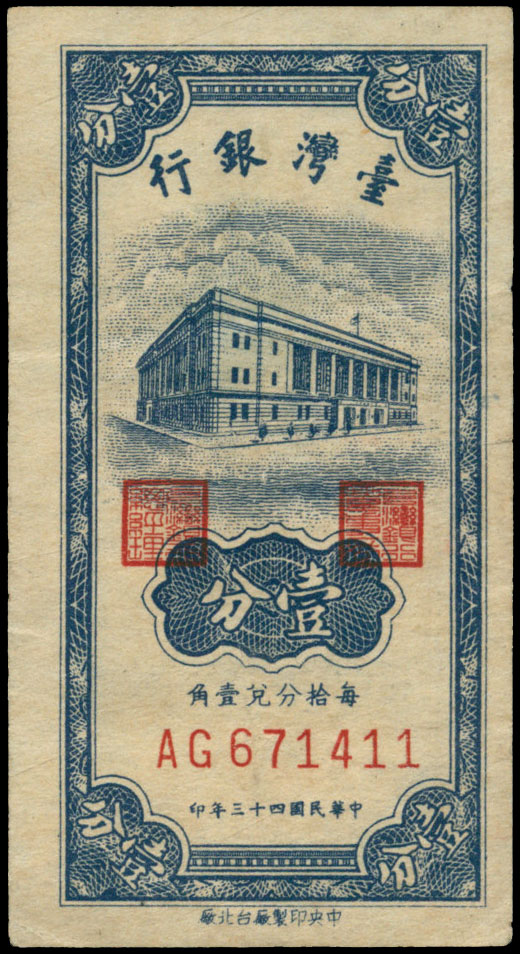 壹分
壹分
臺灣銀行
壹分
每拾分兌壹角
AG671411
中華民國四十三年印
壹分
壹分
中央印製廠台北廠